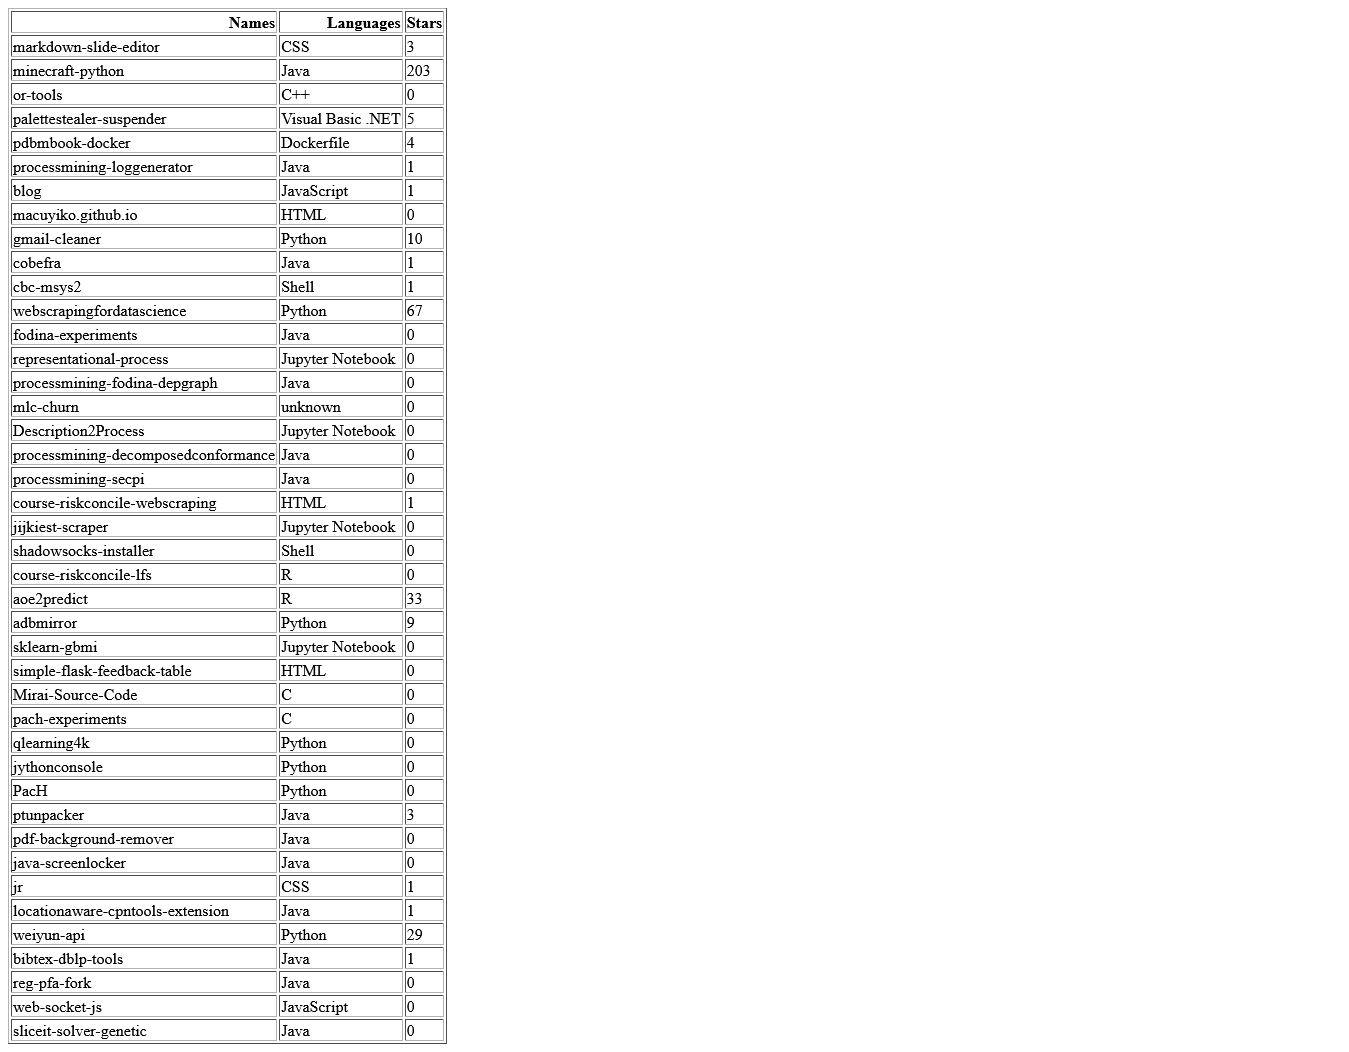 Names Languages Stars
markdown-slide-editor CSS 3
minecraft-python Java 203
or-tools C++ 0
palettestealer-suspender Visual Basic .NET 5
pdbmbook-docker Dockerfile 4
processmining-loggenerator Java 1
blog JavaScript 1
macuyiko.github.io HTML 0
gmail-cleaner Python 10
cobefra Java 1
cbc-msys2 Shell 1
webscrapingfordatascience Python 67
fodina-experiments Java 0
representational-process Jupyter Notebook 0
processmining-fodina-depgraph Java 0
mlc-churn unknown 0
Description2Process Jupyter Notebook 0
processmining-decomposedconformance Java 0
processmining-secpi Java 0
course-riskconcile-webscraping HTML 1
jijkiest-scraper Jupyter Notebook 0
shadowsocks-installer Shell 0
course-riskconcile-lfs R 0
aoe2predict R 33
adbmirror Python 9
sklearn-gbmi Jupyter Notebook 0
simple-flask-feedback-table HTML 0
Mirai-Source-Code C 0
pach-experiments C 0
qlearning4k Python 0
jythonconsole Python 0
PacH Python 0
ptunpacker Java 3
pdf-background-remover Java 0
java-screenlocker Java 0
jr CSS 1
locationaware-cpntools-extension Java 1
weiyun-api Python 29
bibtex-dblp-tools Java 1
reg-pfa-fork Java 0
web-socket-js JavaScript 0
sliceit-solver-genetic Java 0